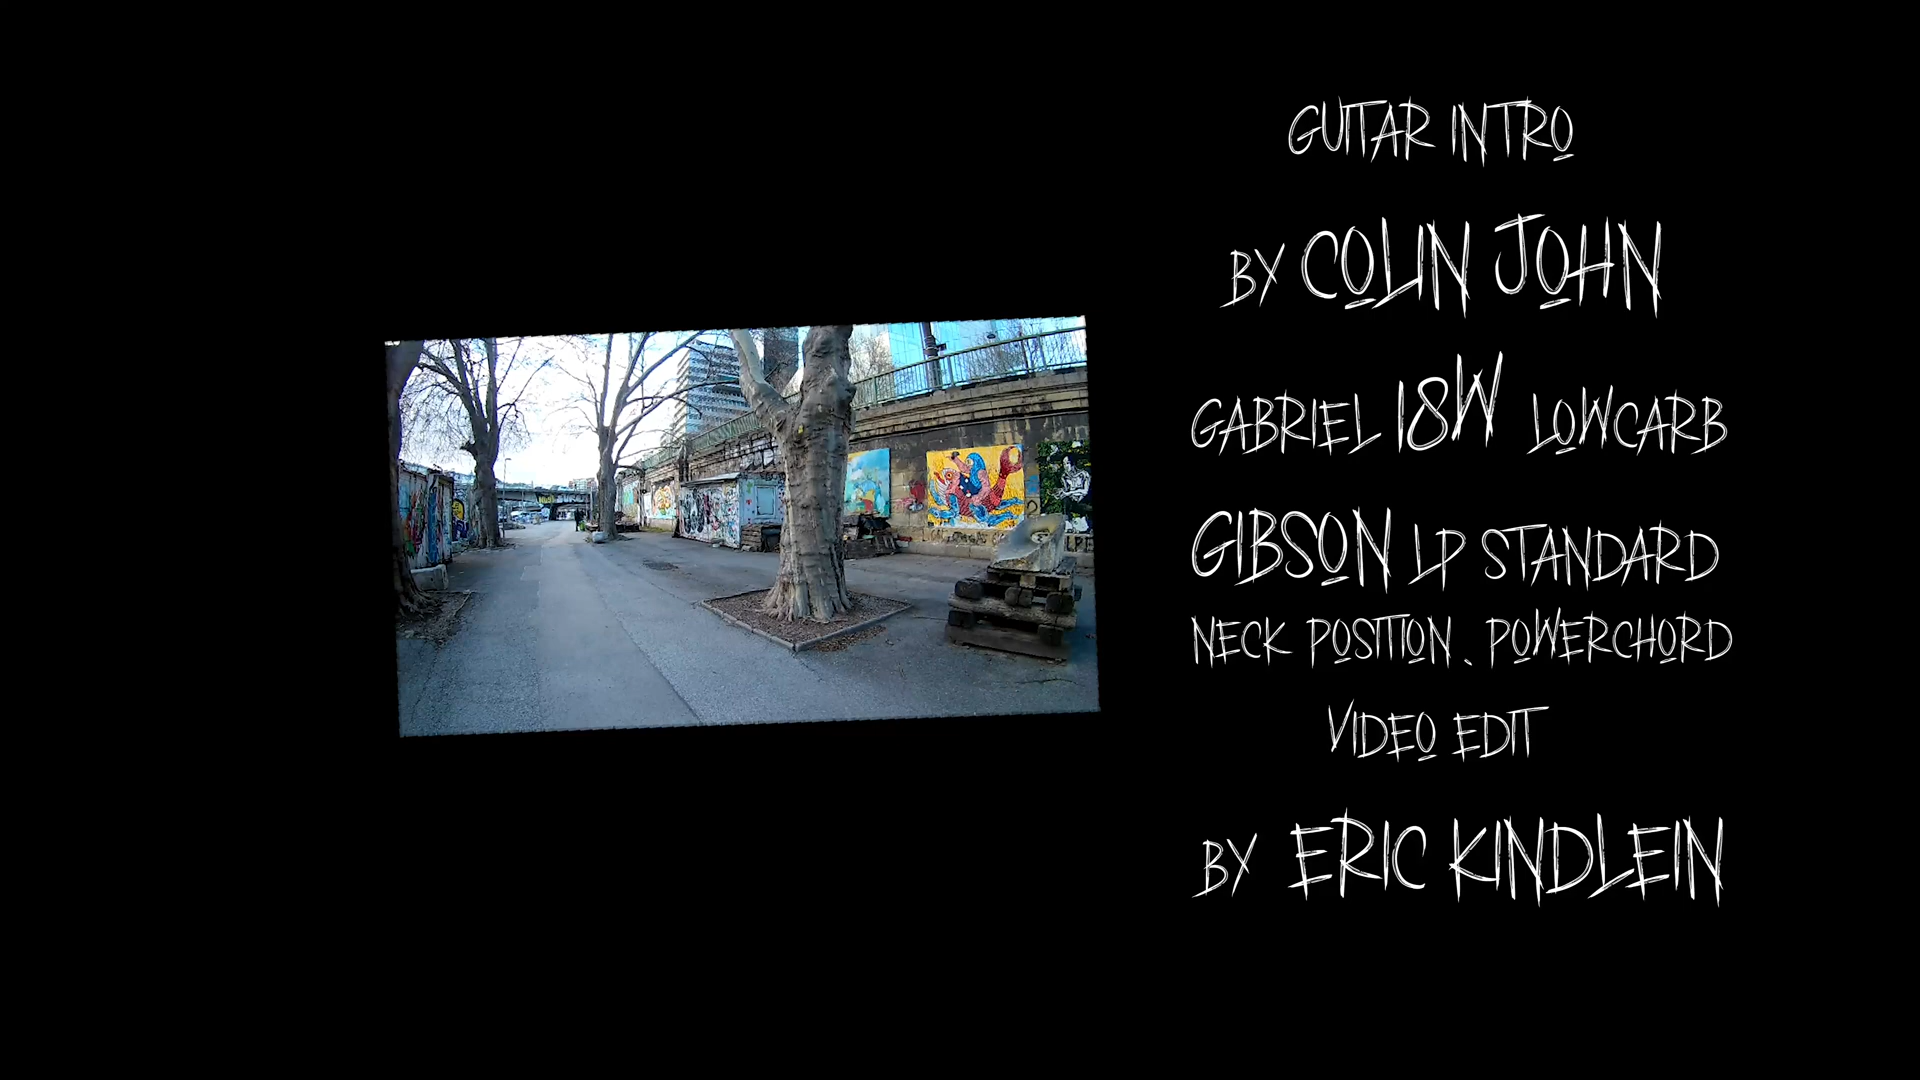 GUITAR INTRO
BY COLIN JOHN
GABRIEL 18W LOWCARB
GIBSON LP STANDARD
NECK POSITION. POWERCHORD
VIDEO EDIT
BY ERIC KINDLEIN